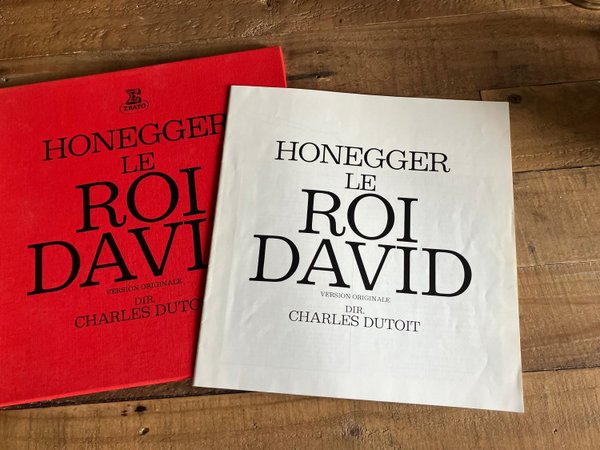 ERATO
HONEGGER
LE
ROI
DAVID
VERSION ORIGINALE
DIR.
CHARLES DUTOIT
HONEGGER
LE
ROI
DAVID
VERSION ORIGINALE
DIR.
CHARLES DUTOIT